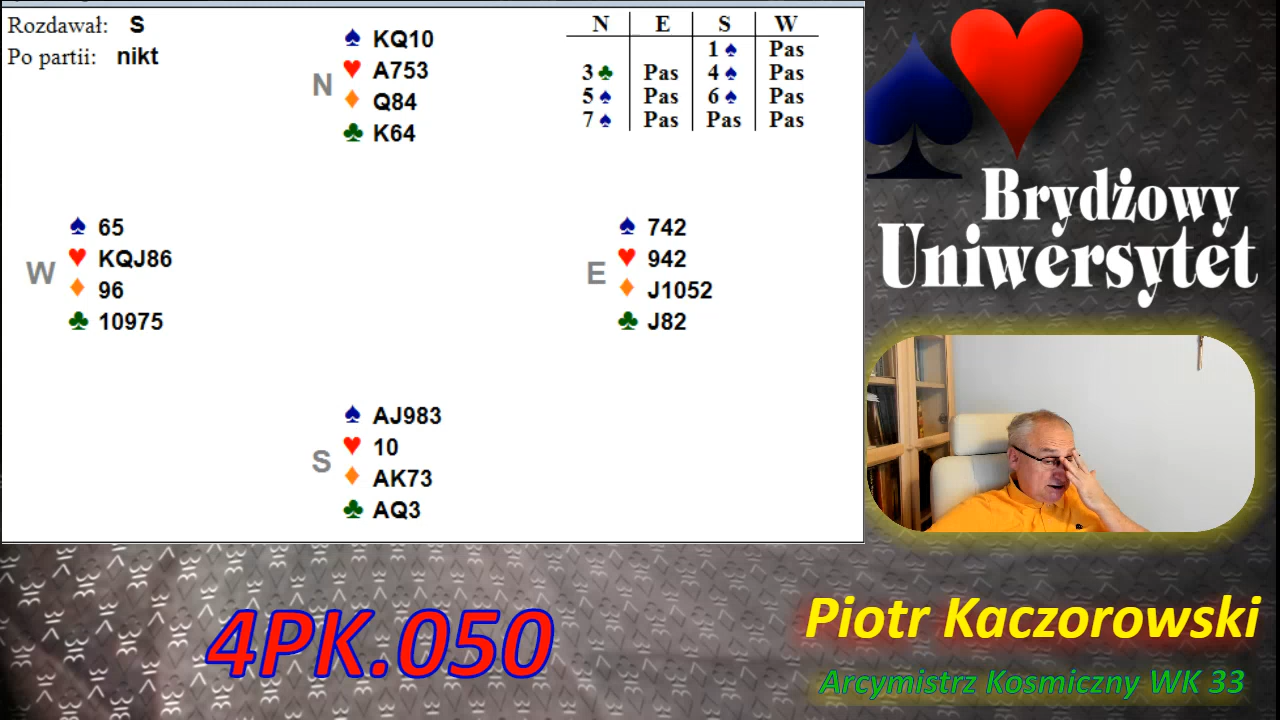 Rozdawał: S
Po partii: nikt
N E S W
1♠ Pas
3♣ Pas 4♠ Pas
5♠ Pas 6♠ Pas
7♠ Pas Pas Pas
N
♠ KQ10
♥ A753
♦ Q84
♣ K64
W
♠ 65
♥ KQJ86
♦ 96
♣ 10975
E
♠ 742
♥ 942
♦ J1052
♣ J82
S
♠ AJ983
♥ 10
♦ AK73
♣ AQ3
Brydżowy
Uniwersytet
4PK.050
Piotr Kaczorowski
Arcymistrz Kosmiczny WK 33